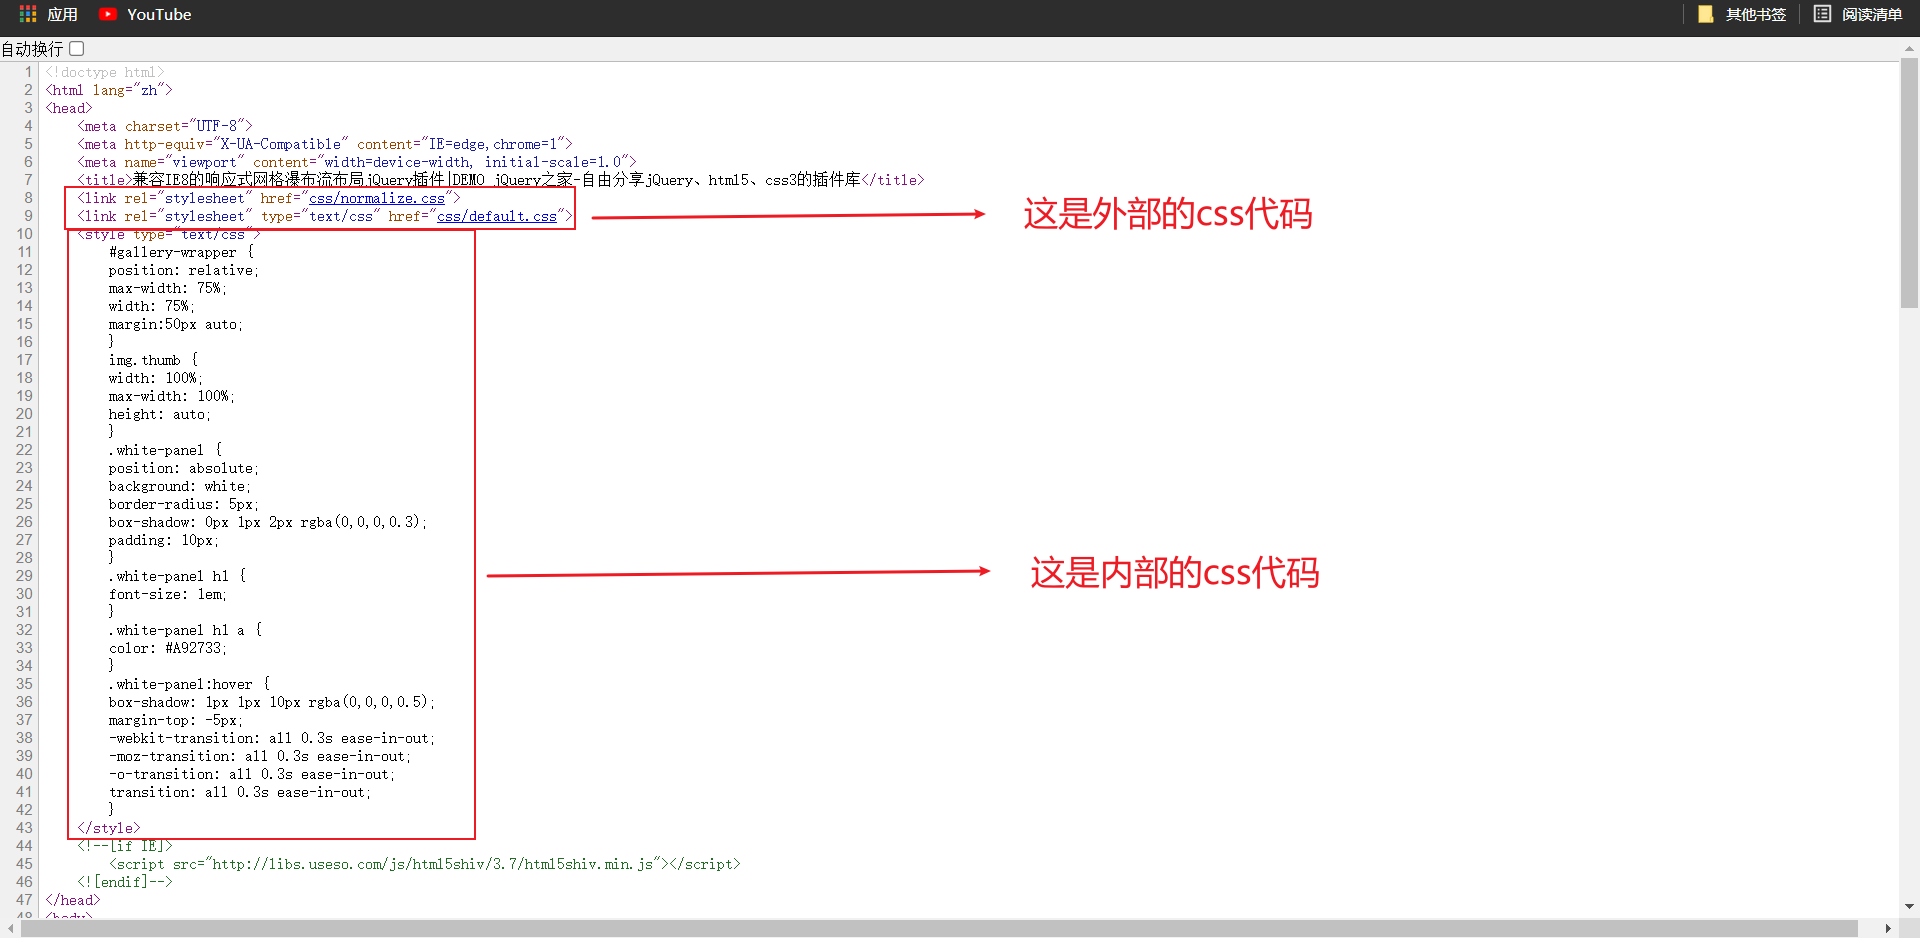 应用 YouTube 其他书签 阅读清单
自动换行
1 <!doctype html>
2 <html lang="zh">
3 <head>
4 <meta charset="UTF-8">
5 <meta http-equiv="X-UA-Compatible" content="IE=edge,chrome=1">
6 <meta name="viewport" content="width=device-width, initial-scale=1.0">
7 <title>兼容IE8的响应式网格瀑布流布局jQuery插件|DEMO_jQuery之家-自由分享jQuery、html5、css3的插件库</title>
8 <link rel="stylesheet" href="css/normalize.css">
9 <link rel="stylesheet" type="text/css" href="css/default.css">
这是外部的css代码
10 <style type="text/css">
11 #gallery-wrapper {
12 position: relative;
13 max-width: 75%;
14 width: 75%;
15 margin:50px auto;
16 }
17 img.thumb {
18 width: 100%;
19 max-width: 100%;
20 height: auto;
21 }
22 .white-panel {
23 position: absolute;
24 background: white;
25 border-radius: 5px;
26 box-shadow: 0px 1px 2px rgba(0,0,0,0.3);
27 padding: 10px;
28 }
29 .white-panel h1 {
这是内部的css代码
30 font-size: 1em;
31 }
32 .white-panel h1 a {
33 color: #A92733;
34 }
35 .white-panel:hover {
36 box-shadow: 1px 1px 10px rgba(0,0,0,0.5);
37 margin-top: -5px;
38 -webkit-transition: all 0.3s ease-in-out;
39 -moz-transition: all 0.3s ease-in-out;
40 -o-transition: all 0.3s ease-in-out;
41 transition: all 0.3s ease-in-out;
42 }
43 </style>
44 <!--[if IE]>
45 <script src="http://libs.useso.com/js/html5shiv/3.7/html5shiv.min.js"></script>
46 <![endif]-->
47 </head>
48 <body>